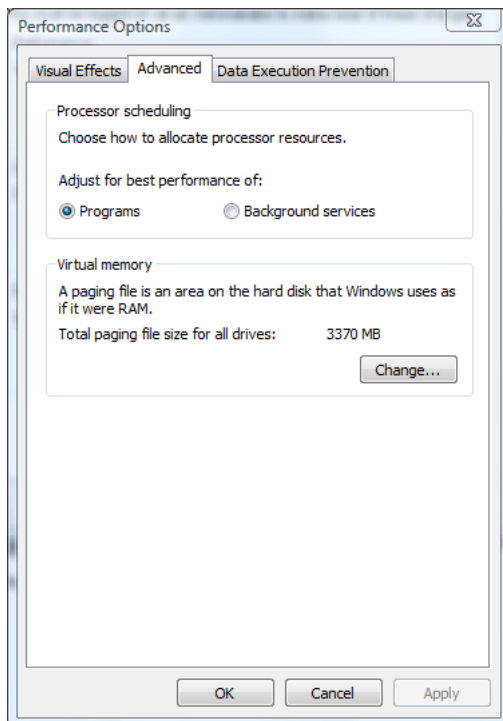 Performance Options
Visual Effects Advanced Data Execution Prevention
Processor scheduling
Choose how to allocate processor resources.
Adjust for best performance of:
Programs Background services
Virtual memory
A paging file is an area on the hard disk that Windows uses as
if it were RAM.
Total paging file size for all drives: 3370 MB
Change...
OK Cancel Apply